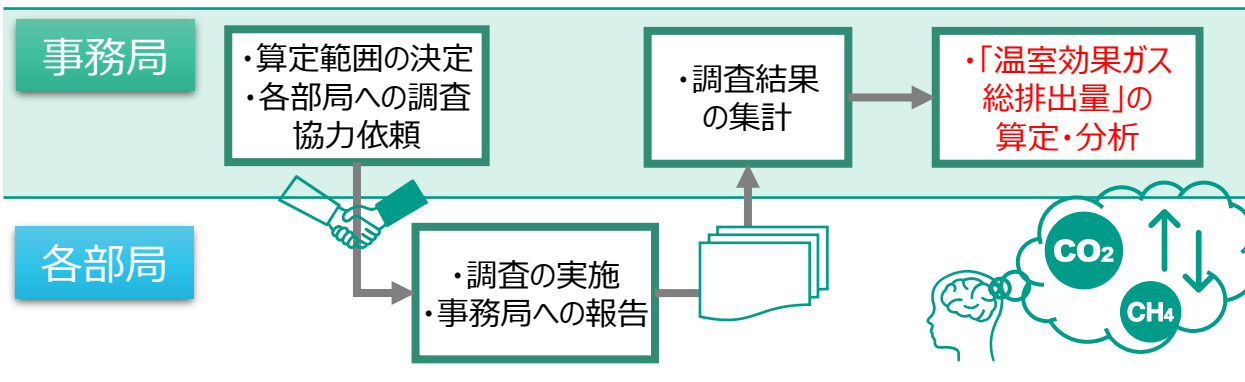 事務局
・算定範囲の決定
・各部局への調査
協力依頼
・調査結果
の集計
・「温室効果ガス
総排出量」の
算定・分析
各部局
・調査の実施
・事務局への報告
CO2
CH4